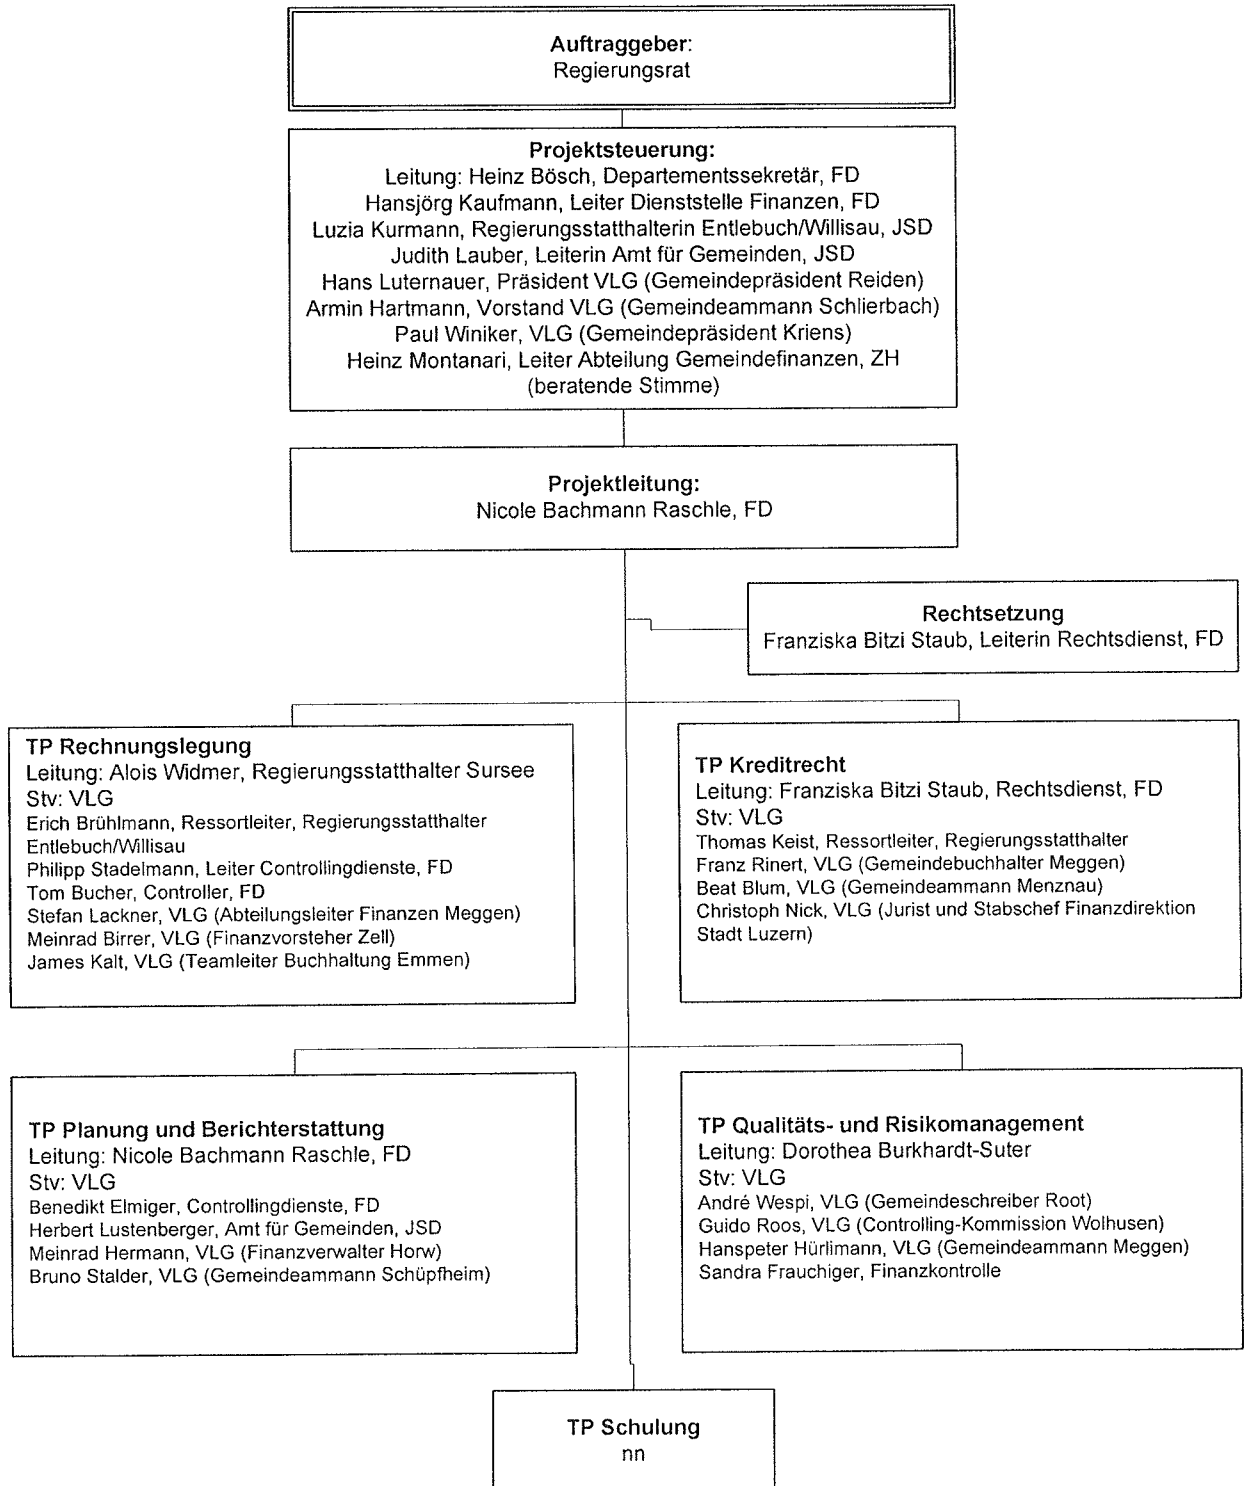 Auftraggeber:
Regierungsrat
Projektsteuerung:
Leitung: Heinz Bösch, Departementssekretär, FD
Hansjörg Kaufmann, Leiter Dienststelle Finanzen, FD
Luzia Kurmann, Regierungsstatthalterin Entlebuch/Willisau, JSD
Judith Lauber, Leiterin Amt für Gemeinden, JSD
Hans Luternauer, Präsident VLG (Gemeindepräsident Reiden)
Armin Hartmann, Vorstand VLG (Gemeindeammann Schlierbach)
Paul Winiker, VLG (Gemeindepräsident Kriens)
Heinz Montanari, Leiter Abteilung Gemeindefinanzen, ZH
(beratende Stimme)
Projektleitung:
Nicole Bachmann Raschle, FD
Rechtsetzung
Franziska Bitzi Staub, Leiterin Rechtsdienst, FD
TP Rechnungslegung
Leitung: Alois Widmer, Regierungsstatthalter Sursee
Stv: VLG
Erich Brühlmann, Ressortleiter, Regierungsstatthalter
Entlebuch/Willisau
Philipp Stadelmann, Leiter Controllingdienste, FD
Tom Bucher, Controller, FD
Stefan Lackner, VLG (Abteilungsleiter Finanzen Meggen)
Meinrad Birrer, VLG (Finanzvorsteher Zell)
James Kalt, VLG (Teamleiter Buchhaltung Emmen)
TP Kreditrecht
Leitung: Franziska Bitzi Staub, Rechtsdienst, FD
Stv: VLG
Thomas Keist, Ressortleiter, Regierungsstatthalter
Franz Rinert, VLG (Gemeindebuchhalter Meggen)
Beat Blum, VLG (Gemeindeammann Menznau)
Christoph Nick, VLG (Jurist und Stabschef Finanzdirektion
Stadt Luzern)
TP Planung und Berichterstattung
Leitung: Nicole Bachmann Raschle, FD
Stv: VLG
Benedikt Elmiger, Controllingdienste, FD
Herbert Lustenberger, Amt für Gemeinden, JSD
Meinrad Hermann, VLG (Finanzverwalter Horw)
Bruno Stalder, VLG (Gemeindeammann Schüpfheim)
TP Qualitäts- und Risikomanagement
Leitung: Dorothea Burkhardt-Suter
Stv: VLG
André Wespi, VLG (Gemeindeschreiber Root)
Guido Roos, VLG (Controlling-Kommission Wolhusen)
Hanspeter Hürlimann, VLG (Gemeindeammann Meggen)
Sandra Frauchiger, Finanzkontrolle
TP Schulung
nn